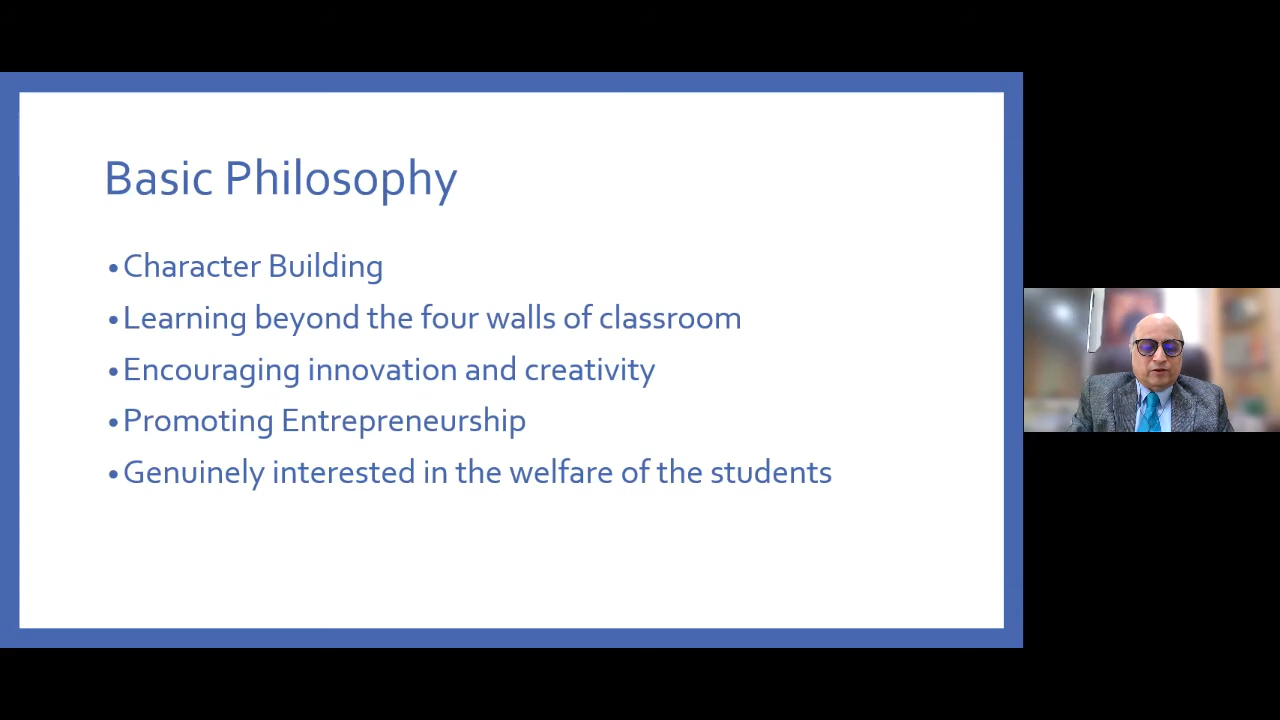 Basic Philosophy
•Character Building
•Learning beyond the four walls of classroom
•Encouraging innovation and creativity
•Promoting Entrepreneurship
•Genuinely interested in the welfare of the students